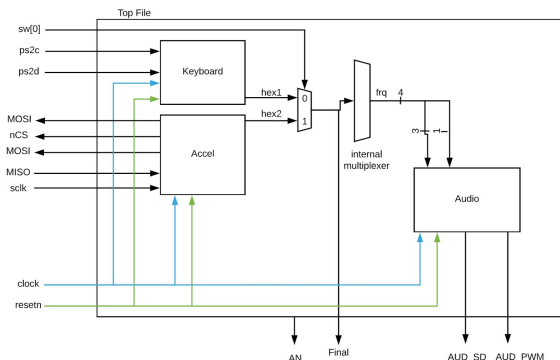 Top File
sw[0]
ps2c
ps2d
Keyboard
hex1
0
frq 4
MOSI
hex2
1
nCS
3
1
MOSI
Accel
internal
multiplexer
MISO
sclk
Audio
clock
resetn
AN
Final
AUD_SD
AUD_PWM